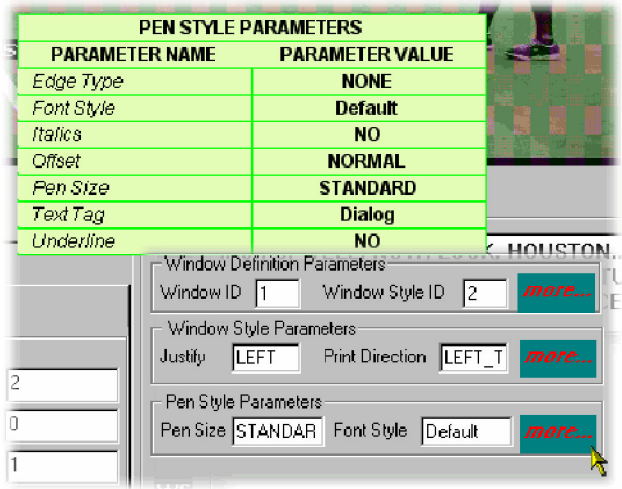 PEN STYLE PARAMETERS
PARAMETER NAME PARAMETER VALUE
Edge Type NONE
Font Style Default
Italics NO
Offset NORMAL
Pen Size STANDARD
Text Tag Dialog
Underline NO
LOOK, HOUSTON..
Window Definition Parameters
Window ID 1 Window Style ID 2 more...
Window Style Parameters
Justify LEFT Print Direction LEFT_T more...
2
Pen Style Parameters
0
Pen Size STANDAR Font Style Default more...
1